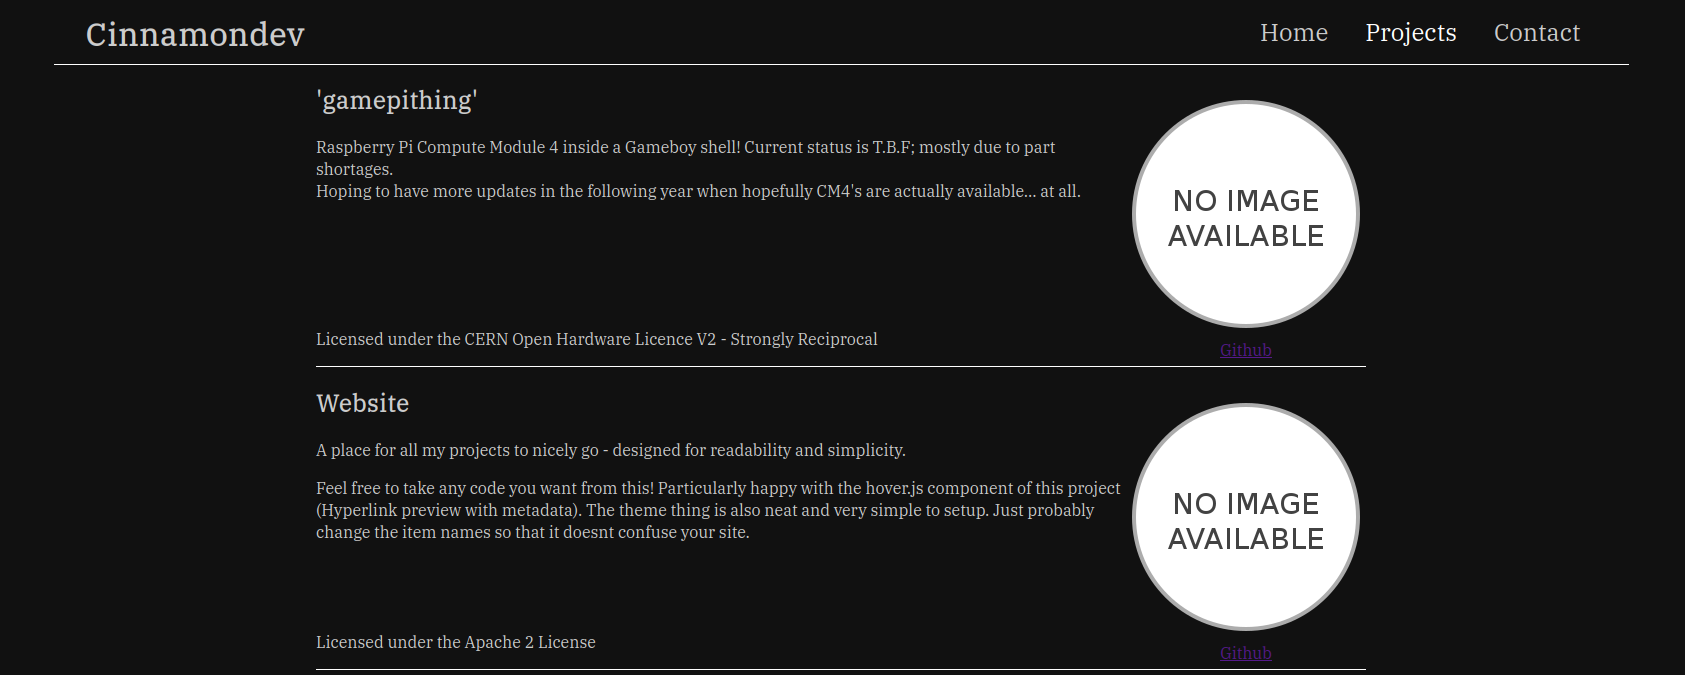 Cinnamondev
Home Projects Contact
'gamepithing'
Raspberry Pi Compute Module 4 inside a Gameboy shell! Current status is T.B.F; mostly due to part
shortages.
Hoping to have more updates in the following year when hopefully CM4's are actually available... at all.
NO IMAGE
AVAILABLE
Licensed under the CERN Open Hardware Licence V2 - Strongly Reciprocal
Github
Website
A place for all my projects to nicely go - designed for readability and simplicity.
Feel free to take any code you want from this! Particularly happy with the hover.js component of this project
(Hyperlink preview with metadata). The theme thing is also neat and very simple to setup. Just probably
change the item names so that it doesnt confuse your site.
NO IMAGE
AVAILABLE
Licensed under the Apache 2 License
Github